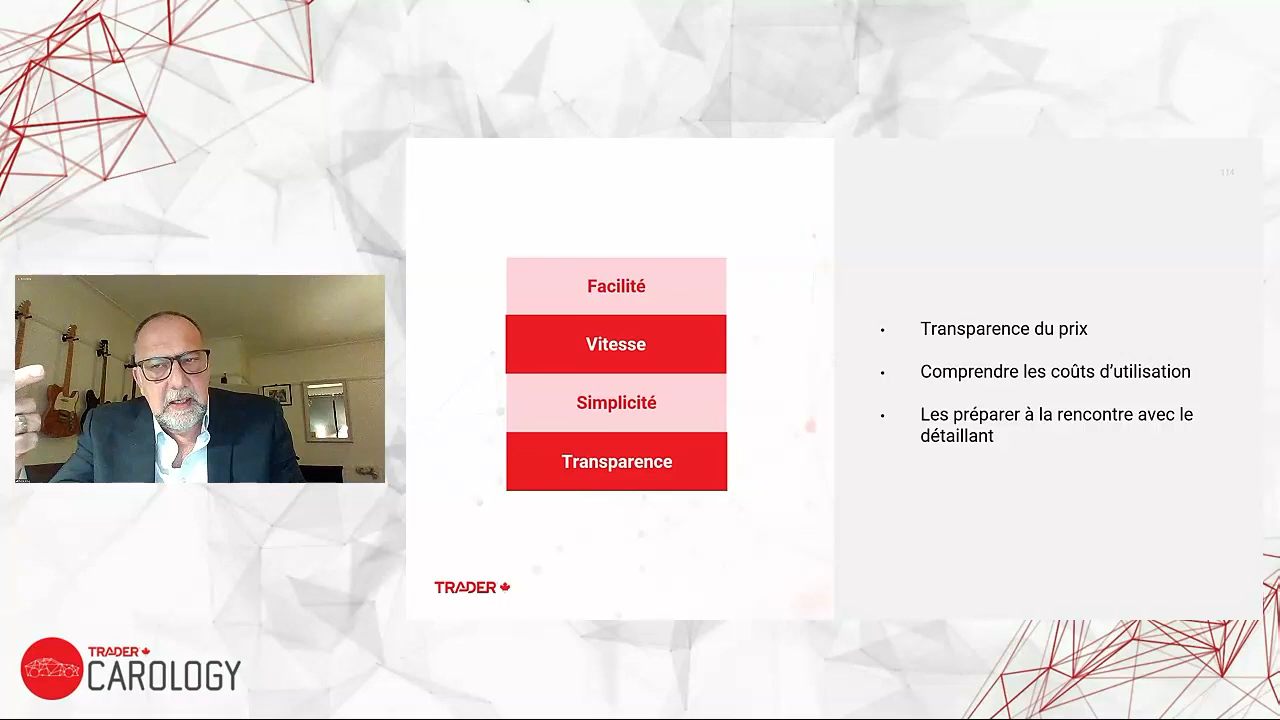 114
Facilité
Vitesse
Simplicité
Transparence
• Transparence du prix
• Comprendre les coûts d’utilisation
• Les préparer à la rencontre avec le
détaillant
TRADER
TRADER
CAROLOGY